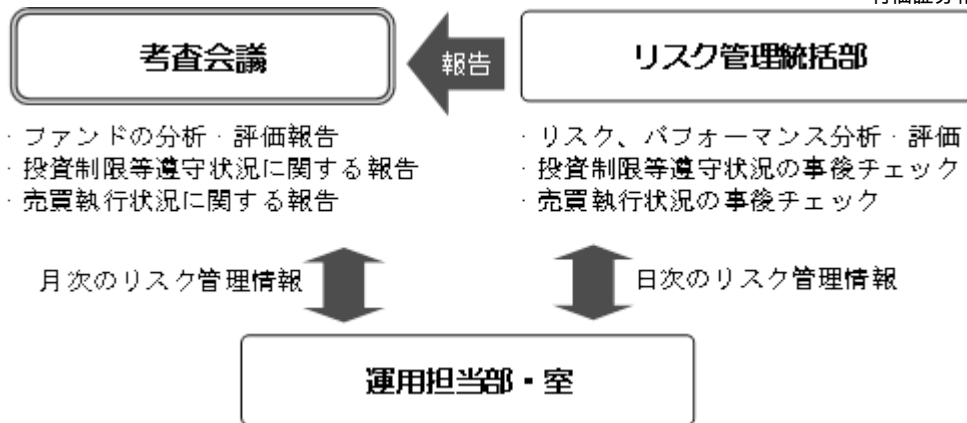 考査会議
報告
リスク管理統括部
・ファンドの分析・評価報告
・投資制限等遵守状況に関する報告
・売買執行状況に関する報告
・リスク、パフォーマンス分析・評価
・投資制限等遵守状況の事後チェック
・売買執行状況の事後チェック
月次のリスク管理情報
日次のリスク管理情報
運用担当部・室